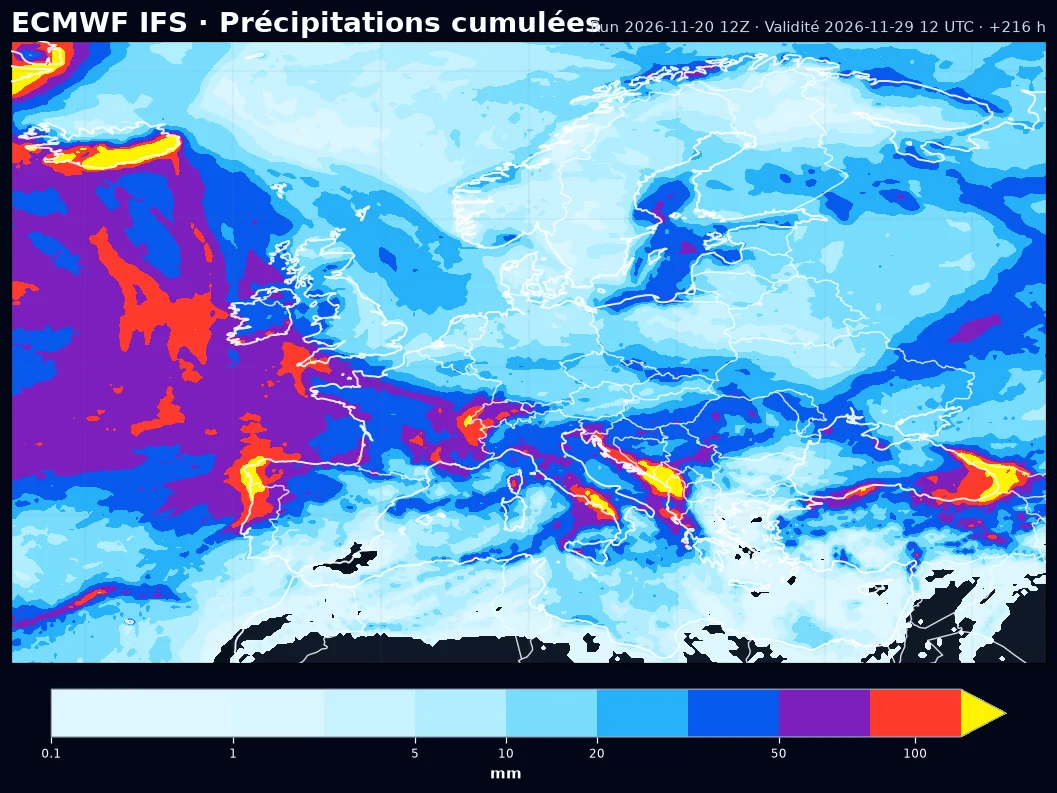 ECMWF IFS · Précipitations cumulées
Run 2026-11-20 12Z · Validité 2026-11-29 12 UTC · +216 h
0.1 1 5 10 20 50 100
mm